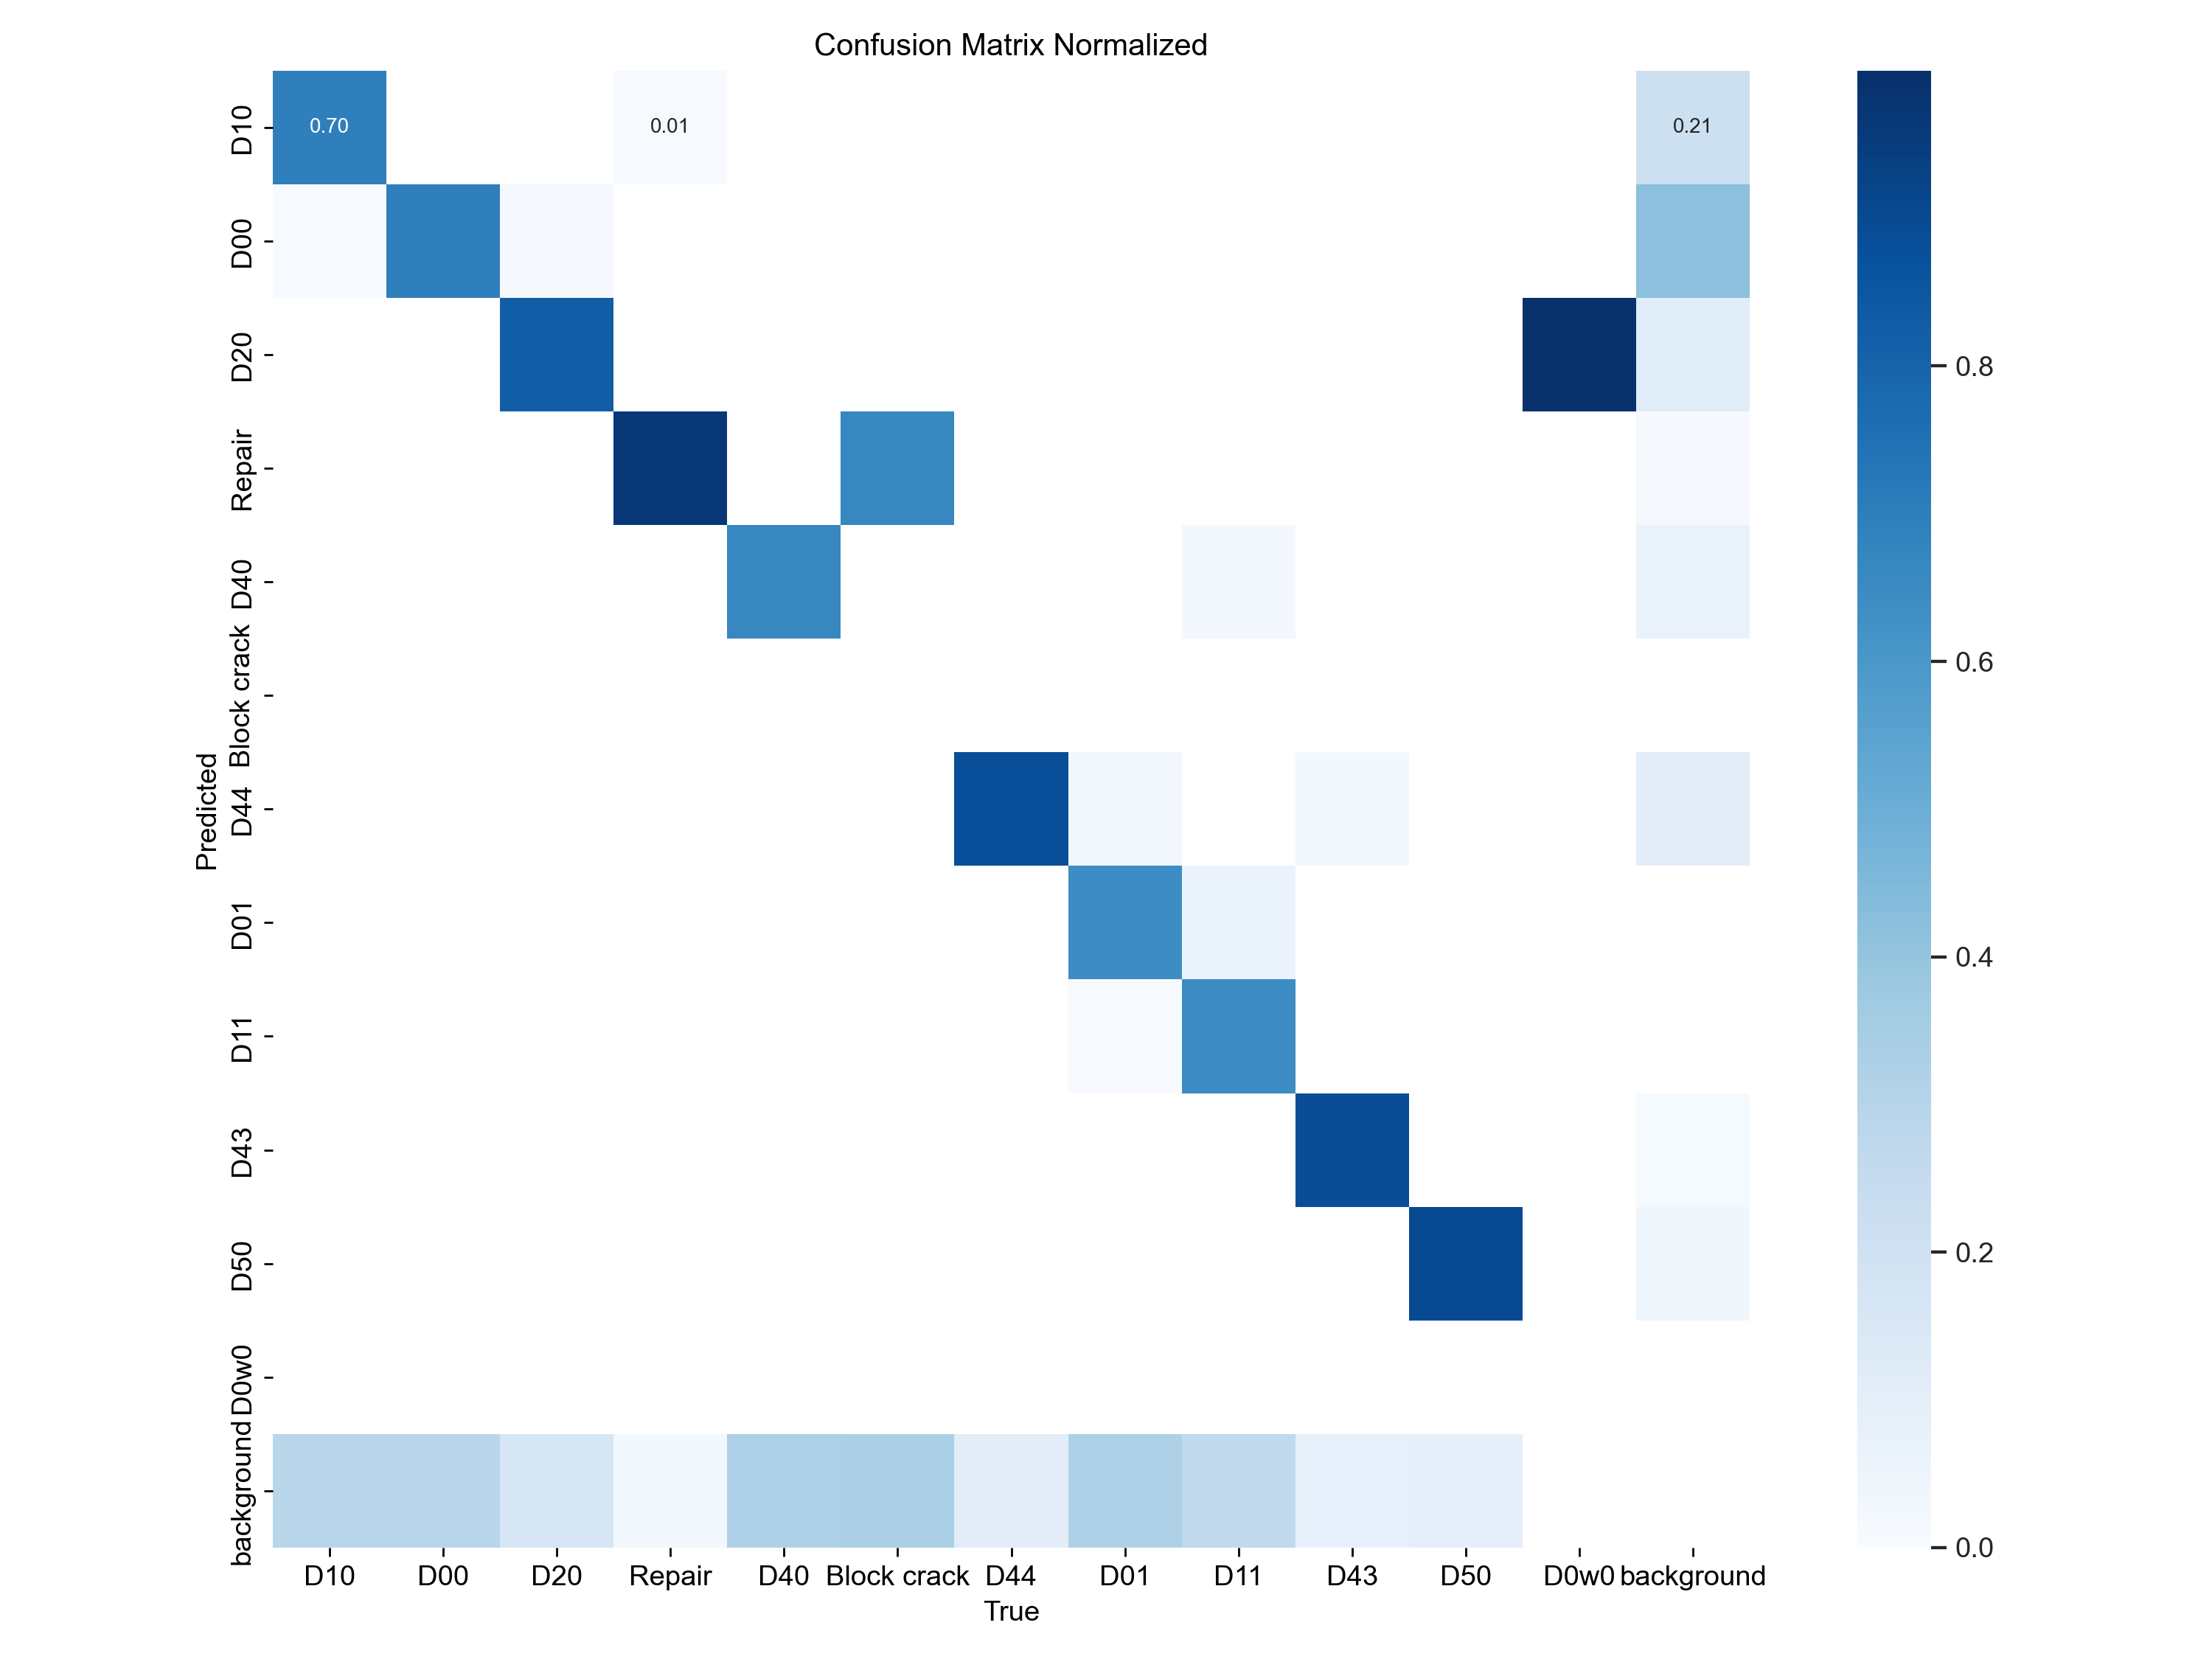 Confusion Matrix Normalized
D10
0.70
0.01
0.21
D00
D20
Repair
D40
Block crack
D44
D01
D11
D43
D50
D0w0
background
Predicted
D10 D00 D20 Repair D40 Block crack D44 D01 D11 D43 D50 D0w0 background
True
0.8
0.6
0.4
0.2
0.0